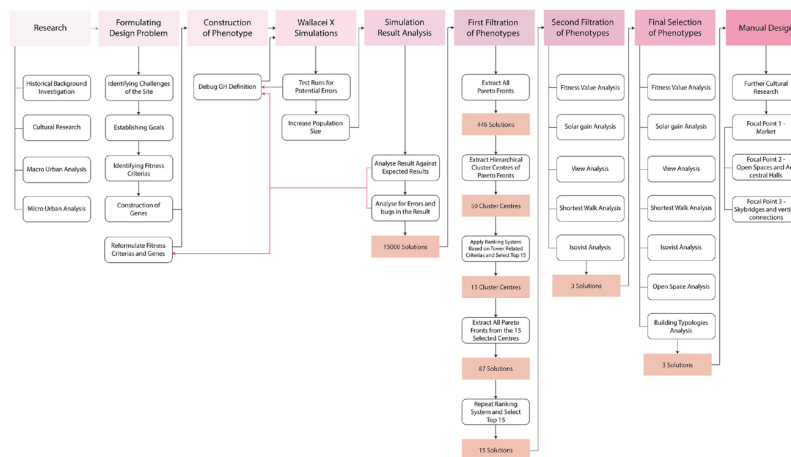 Research
Historical Background
Investigation
Cultural Research
Macro Urban Analysis
Micro Urban Analysis
Formulating
Design Problem
Identifying Challenges
of the Site
Establishing Goals
Identifying Fitness
Criterias
Construction of
Genes
Reformulate Fitness
Criterias and Genes
Construction
of Phenotype
Debug GH Definition
Wallacei X
Simulations
Test Runs for
Potential Errors
Increase Population
Size
Simulation
Result Analysis
Analyse Result Against
Expected Results
Analyse for Errors and
bugs in the Result
15000 Solutions
First Filtration
of Phenotypes
Extract All
Pareto Fronts
446 Solutions
Extract Hierarchical
Cluster Centres of
Pareto Fronts
50 Cluster Centres
Apply Ranking System
Based on Tower Related
Criterias and Select Top 15
15 Cluster Centres
Extract All Pareto
Fronts from the 15
Selected Centres
87 Solutions
Repeat Ranking
System and Select
Top 15
15 Solutions
Second Filtration
of Phenotypes
Fitness Value Analysis
Solar gain Analysis
View Analysis
Shortest Walk Analysis
Isovist Analysis
3 Solutions
Final Selection
of Phenotypes
Fitness Value Analysis
Solar gain Analysis
View Analysis
Shortest Walk Analysis
Isovist Analysis
Open Space Analysis
Building Typologies
Analysis
3 Solutions
Manual Design
Further Cultural
Research
Focal Point 1 -
Market
Focal Point 2 -
Open Spaces and
central Halls
Focal Point 3 -
Skybridges and
connections